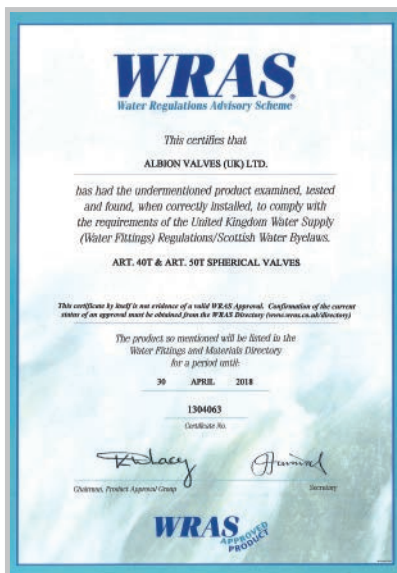 WRAS
Water Regulations Advisory Scheme
This certifies that
ALBION VALVES (UK) LTD.
has had the undermentioned product examined, tested
and found, when correctly installed, to comply with
the requirements of the United Kingdom Water Supply
(Water Fittings) Regulations/Scottish Water Byelaws.
ART. 40T & ART. 50T SPHERICAL VALVES
This certificate by itself is not evidence of a valid WRAS Approval. Confirmation of the current
status of an approval must be obtained from the WRAS Directory (www.wras.co.uk/directory)
The product so mentioned will be listed in the
Water Fittings and Materials Directory
for a period until:
30 APRIL 2018
1304063
Certificate No.
Chairman, Product Approval Group
Secretary
WRAS
APPROVED
PRODUCT